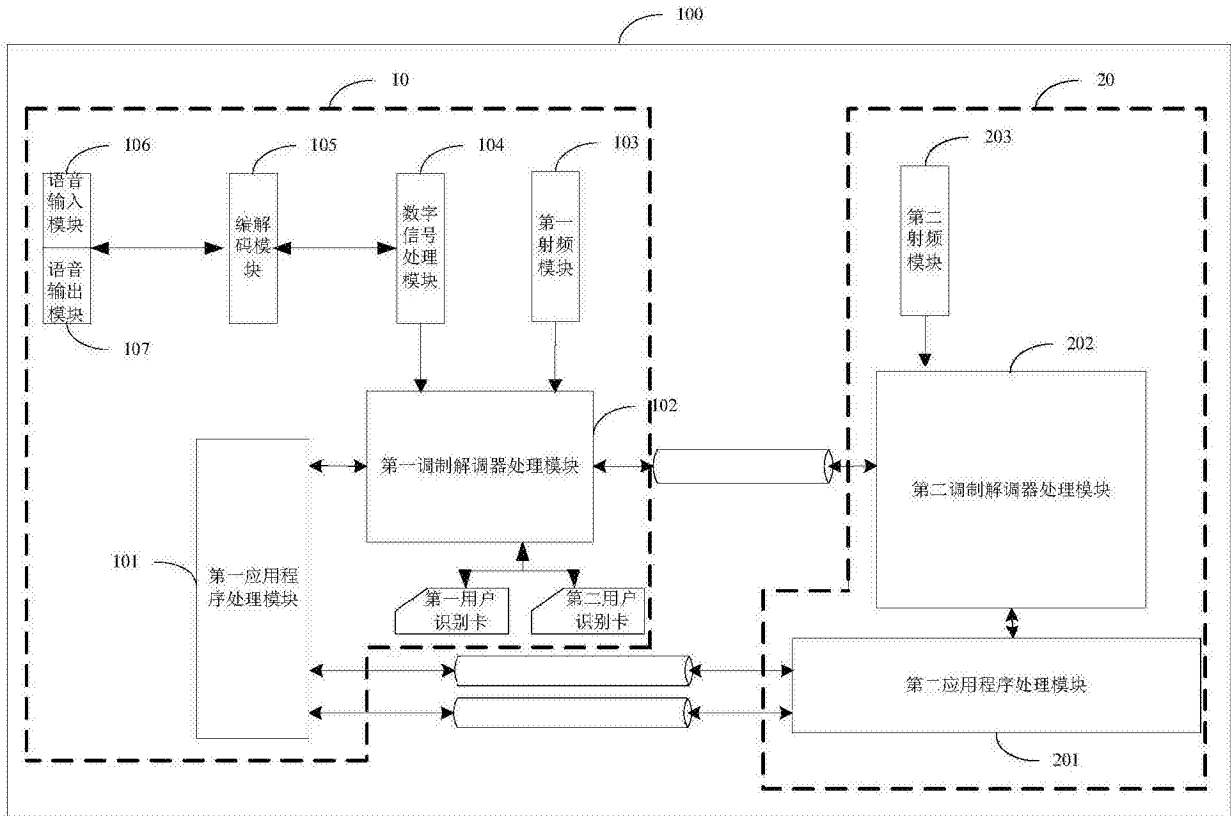 100
10
20
106
105
104
103
203
语音
输入
模块
语音
输出
模块
107
编解
码模
块
数字
信号
处理
模块
第一
射频
模块
第二
射频
模块
202
102
第一调制解调器处理模块
第二调制解调器处理模块
101
第一应用程
序处理模块
第一用户
识别卡
第二用户
识别卡
第二应用程序处理模块
201